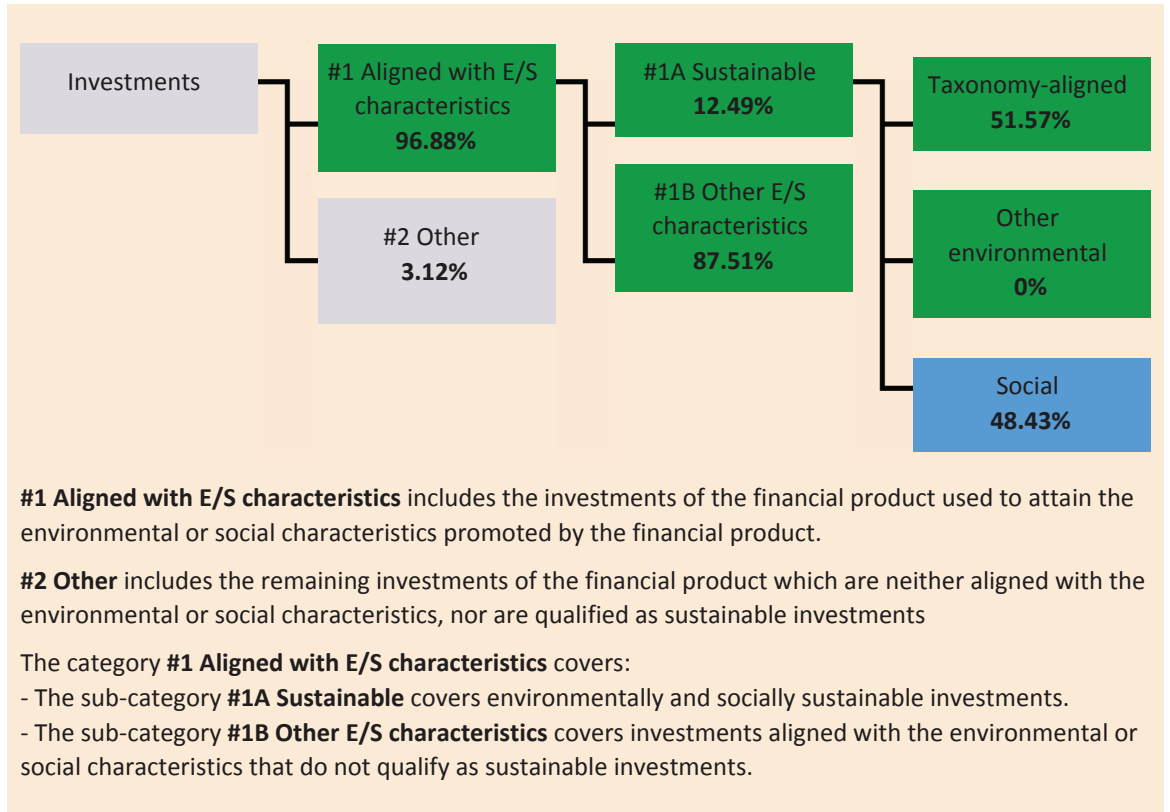 Investments
#1 Aligned with E/S
characteristics
96.88%
#2 Other
3.12%
#1A Sustainable
12.49%
#1B Other E/S
characteristics
87.51%
Taxonomy-aligned
51.57%
Other
environmental
0%
Social
48.43%
#1 Aligned with E/S characteristics includes the investments of the financial product used to attain the
environmental or social characteristics promoted by the financial product.
#2 Other includes the remaining investments of the financial product which are neither aligned with the
environmental or social characteristics, nor are qualified as sustainable investments
The category #1 Aligned with E/S characteristics covers:
- The sub-category #1A Sustainable covers environmentally and socially sustainable investments.
- The sub-category #1B Other E/S characteristics covers investments aligned with the environmental or
social characteristics that do not qualify as sustainable investments.